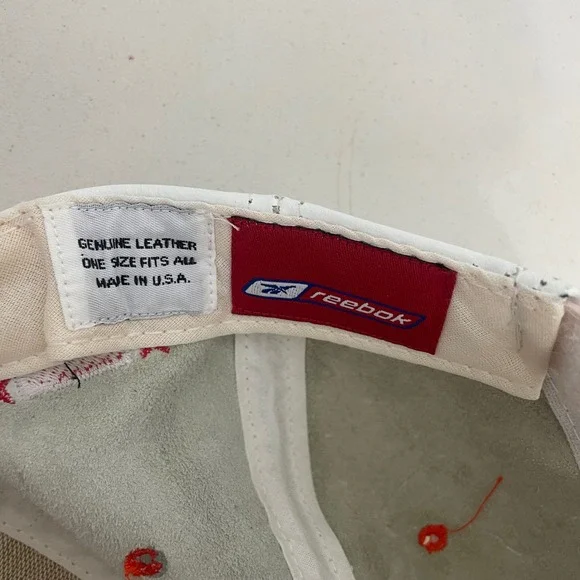 GENUINE LEATHER
ONE SIZE FITS ALL
MADE IN U.S.A.
reebok